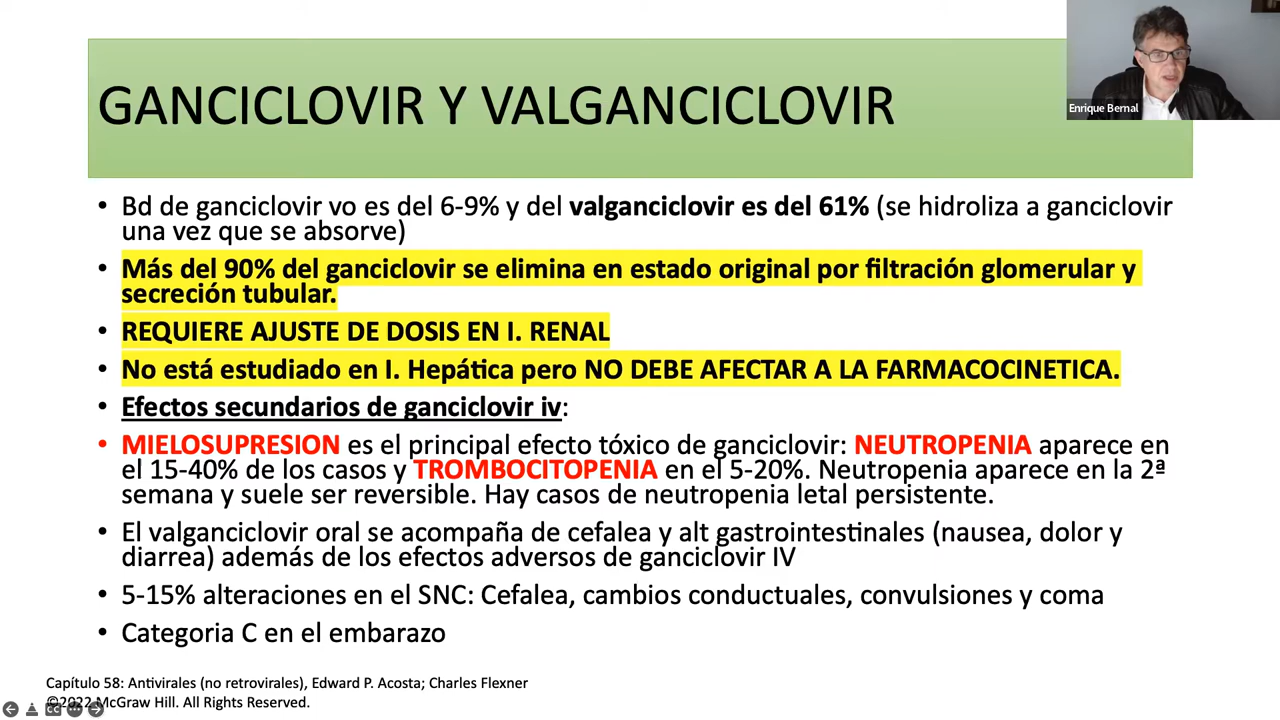 GANCICLOVIR Y VALGANCICLOVIR
Enrique Bernal
• Bd de ganciclovir vo es del 6-9% y del valganciclovir es del 61% (se hidroliza a ganciclovir
una vez que se absorve)
• Más del 90% del ganciclovir se elimina en estado original por filtración glomerular y
secreción tubular.
• REQUIERE AJUSTE DE DOSIS EN I. RENAL
• No está estudiado en I. Hepática pero NO DEBE AFECTAR A LA FARMACOCINETICA.
• Efectos secundarios de ganciclovir iv:
• MIELOSUPRESION es el principal efecto tóxico de ganciclovir: NEUTROPENIA aparece en
el 15-40% de los casos y TROMBOCITOPENIA en el 5-20%. Neutropenia aparece en la 2ª
semana y suele ser reversible. Hay casos de neutropenia letal persistente.
• El valganciclovir oral se acompaña de cefalea y alt gastrointestinales (nausea, dolor y
diarrea) además de los efectos adversos de ganciclovir IV
• 5-15% alteraciones en el SNC: Cefalea, cambios conductuales, convulsiones y coma
• Categoria C en el embarazo
Capítulo 58: Antivirales (no retrovirales), Edward P. Acosta; Charles Flexner
©2022 McGraw Hill. All Rights Reserved.
CC